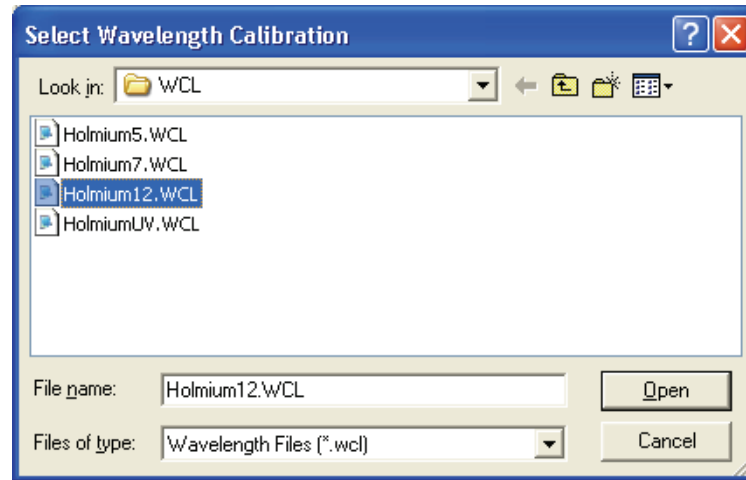 Select Wavelength Calibration
Look in: WCL
Holmium5.WCL
Holmium7.WCL
Holmium12.WCL
HolmiumUV.WCL
File name: Holmium12.WCL Open
Files of type: Wavelength Files (*.wcl) Cancel